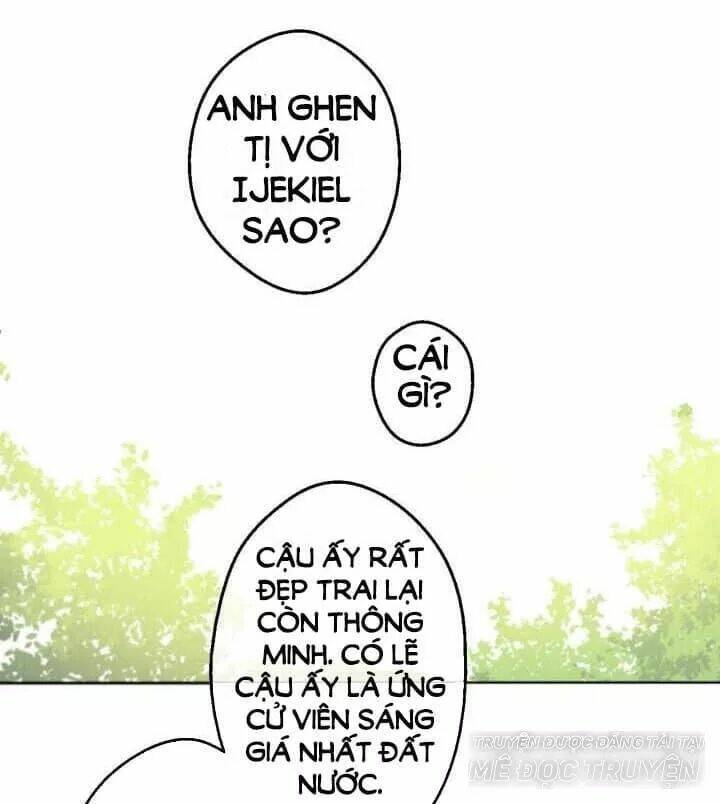 ANH GHEN
TỊ VỚI
IJEKIEL
SAO?
CÁI
GÌ?
CẬU ẤY RẤT
ĐẸP TRAI LẠI
CÒN THÔNG
MINH. CÓ LẼ
CẬU ẤY LÀ ỨNG
CỬ VIÊN SÁNG
GIÁ NHẤT ĐẤT
NƯỚC.
TRUYỆN ĐƯỢC ĐĂNG TẢI TẠI
MÊ ĐỌC TRUYỆN